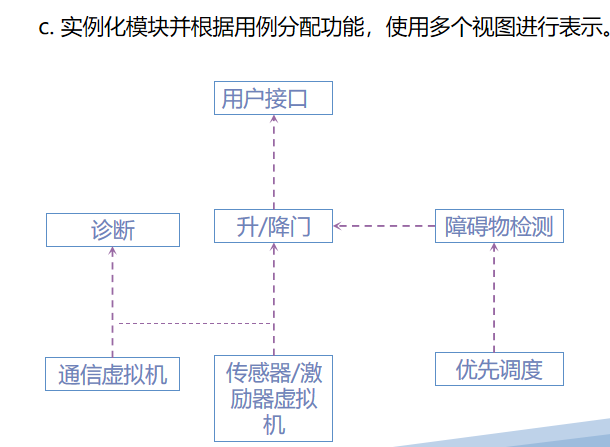 c. 实例化模块并根据用例分配功能，使用多个视图进行表示。
用户接口
诊断
升/降门
障碍物检测
通信虚拟机
传感器/激
励器虚拟
机
优先调度